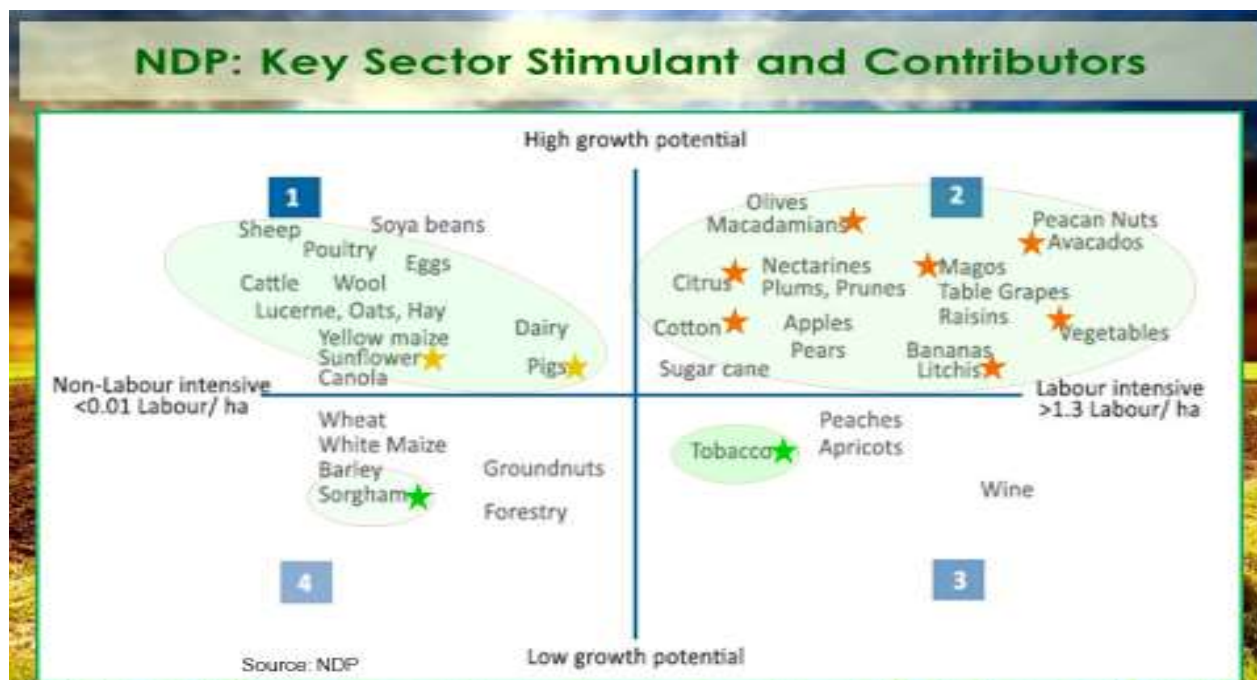 NDP: Key Sector Stimulant and Contributors
High growth potential
1
Sheep
Soya beans
Poultry
Eggs
Cattle
Wool
Lucerne, Oats, Hay
Yellow maize
Sunflower
Canola
Dairy
Pigs
2
Olives
Macadamians
Peacan Nuts
Avacados
Citrus
Nectarines
Plums, Prunes
Magos
Table Grapes
Raisins
Cotton
Apples
Pears
Vegetables
Bananas
Litchis
Sugar cane
Non-Labour intensive
<0.01 Labour/ ha
Labour intensive
>1.3 Labour/ ha
Wheat
White Maize
Barley
Sorgham
Groundnuts
Forestry
4
Tobacco
Peaches
Apricots
Wine
3
Low growth potential
Source: NDP